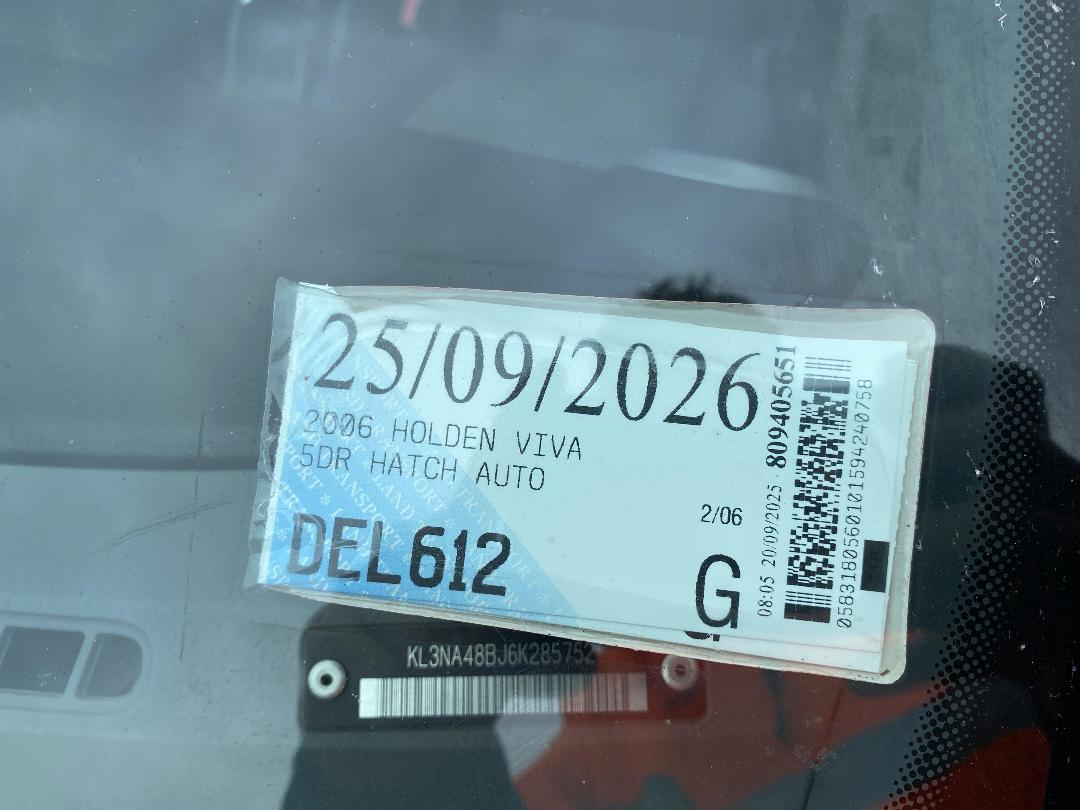 25/09/2026
2006 HOLDEN VIVA
5DR HATCH AUTO
2/06
DEL612
G
08:05 20/09/2025 809405651
0583180560101594240758
KL3NA48BJ6K285752